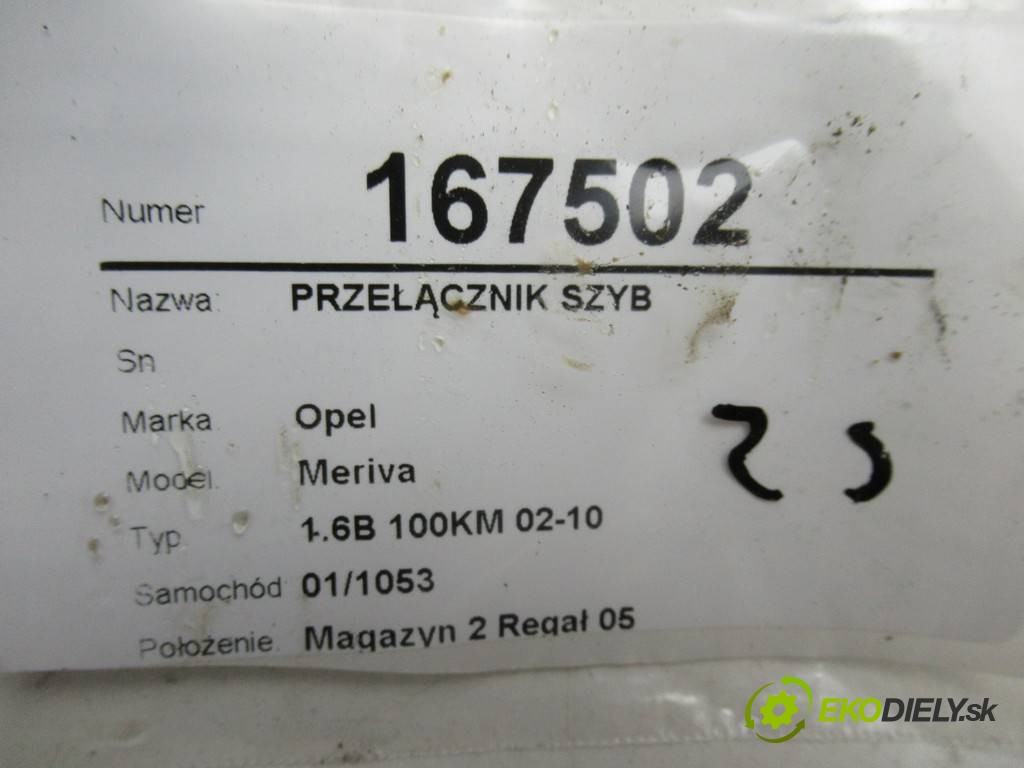 Numer 167502
Nazwa: PRZEŁĄCZNIK SZYB
Sn
Marka Opel
Model. Meriva
Typ 1.6B 100KM 02-10
Samochód 01/1053
Położenie. Magazyn 2 Regał 05
EKODIELY.sk